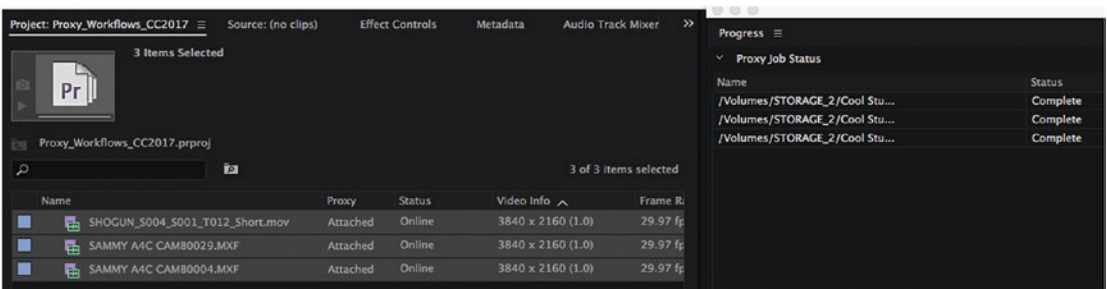 Project: Proxy_Workflows_CC2017 Source: (no clips) Effect Controls Metadata Audio Track Mixer
3 Items Selected
Pr
Proxy_Workflows_CC2017.prproj
3 of 3 items selected
Name Proxy Status Video Info Frame Ra
SHOGUN_S004_S001_T012_Short.mov Attached Online 3840 x 2160 (1.0) 29.97 fp
SAMMY A4C CAM80029.MXF Attached Online 3840 x 2160 (1.0) 29.97 fp
SAMMY A4C CAM80004.MXF Attached Online 3840 x 2160 (1.0) 29.97 fp
Progress
Proxy Job Status
Name Status
/Volumes/STORAGE_2/Cool Stu... Complete
/Volumes/STORAGE_2/Cool Stu... Complete
/Volumes/STORAGE_2/Cool Stu... Complete